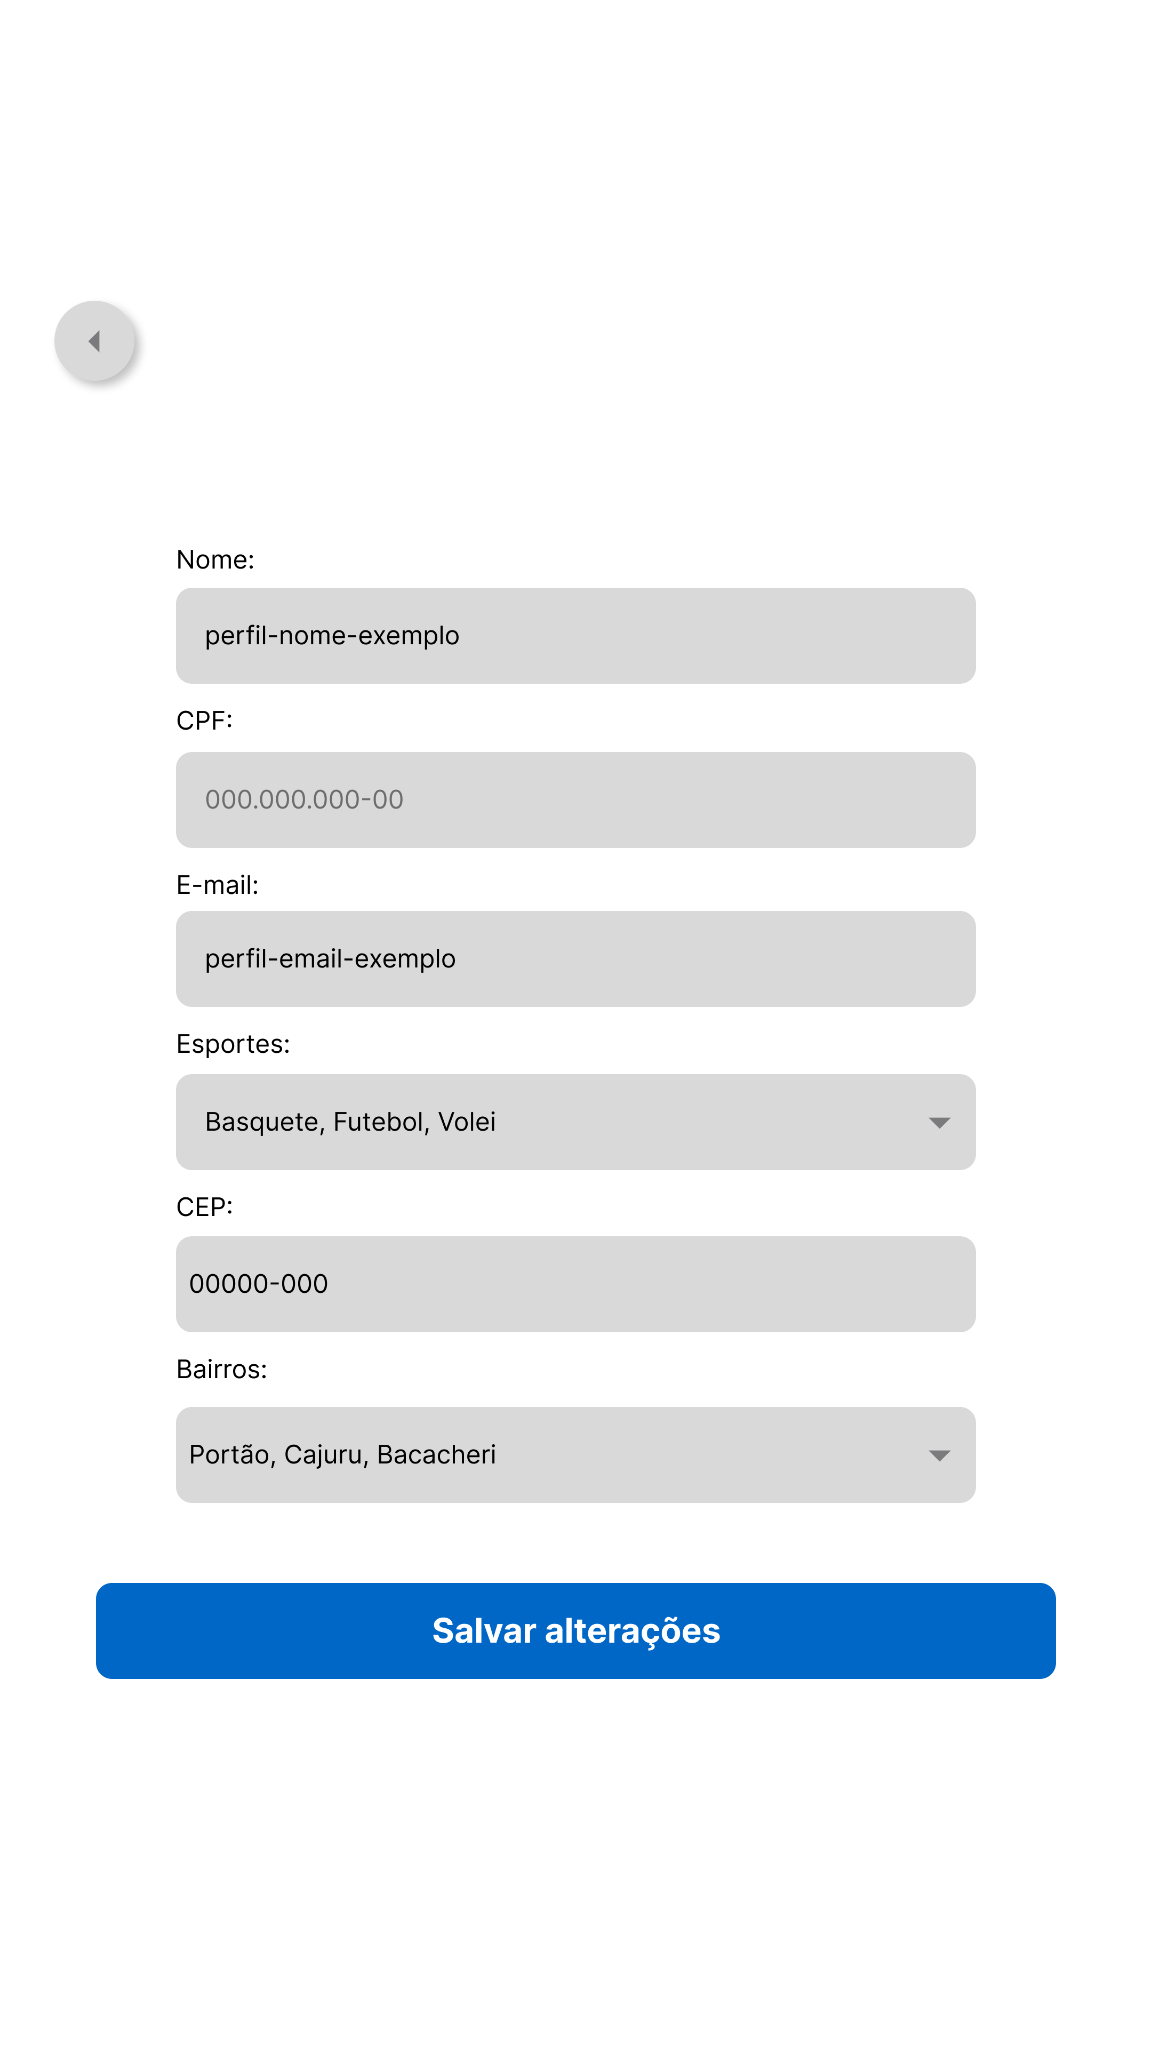 Nome:
perfil-nome-exemplo
CPF:
000.000.000-00
E-mail:
perfil-email-exemplo
Esportes:
Basquete, Futebol, Volei
CEP:
00000-000
Bairros:
Portão, Cajuru, Bacacheri
Salvar alterações